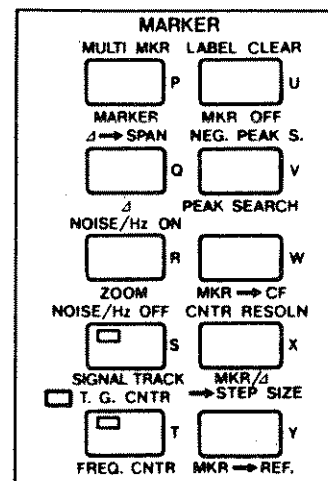 MARKER
MULTI MKR LABEL CLEAR
P U
MARKER MKR OFF
⊿→SPAN NEG. PEAK S.
Q V
⊿ PEAK SEARCH
NOISE/Hz ON
R W
ZOOM MKR→CF
NOISE/Hz OFF CNTR RESOLN
S X
SIGNAL TRACK MKR/⊿
T. G. CNTR →STEP SIZE
T Y
FREQ. CNTR MKR→REF.